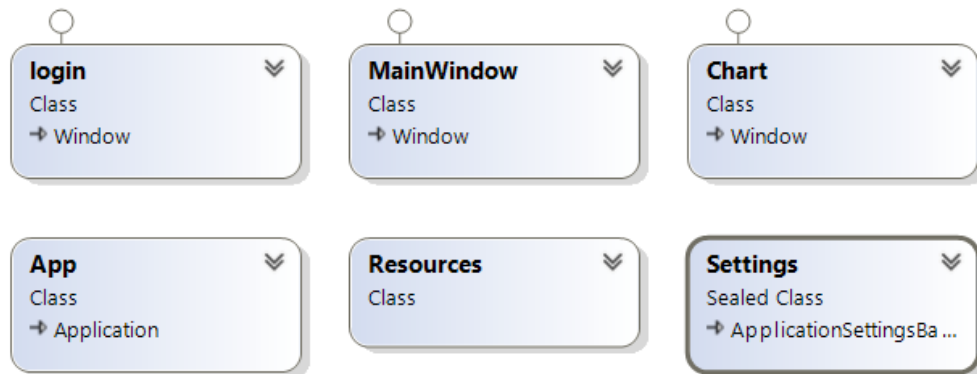 login
Class
Window
MainWindow
Class
Window
Chart
Class
Window
App
Class
Application
Resources
Class
Settings
Sealed Class
ApplicationSettingsBa...